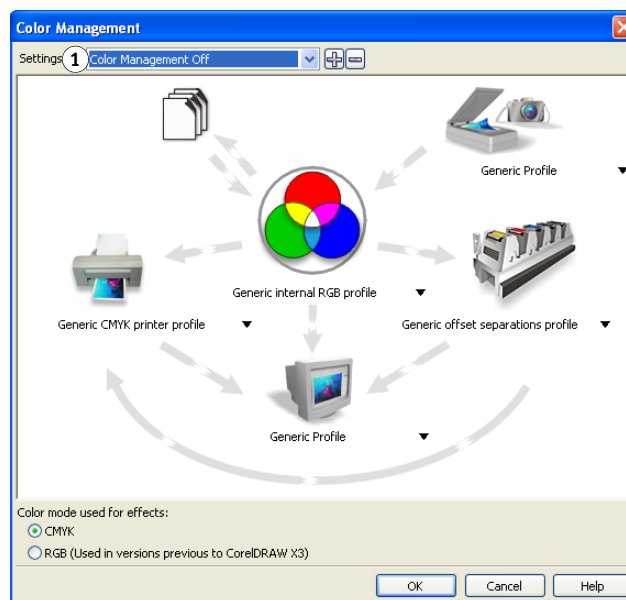 Color Management
Settings 1 Color Management Off
Generic Profile
Generic internal RGB profile
Generic CMYK printer profile
Generic offset separations profile
Generic Profile
Color mode used for effects:
CMYK
RGB (Used in versions previous to CorelDRAW X3)
OK Cancel Help